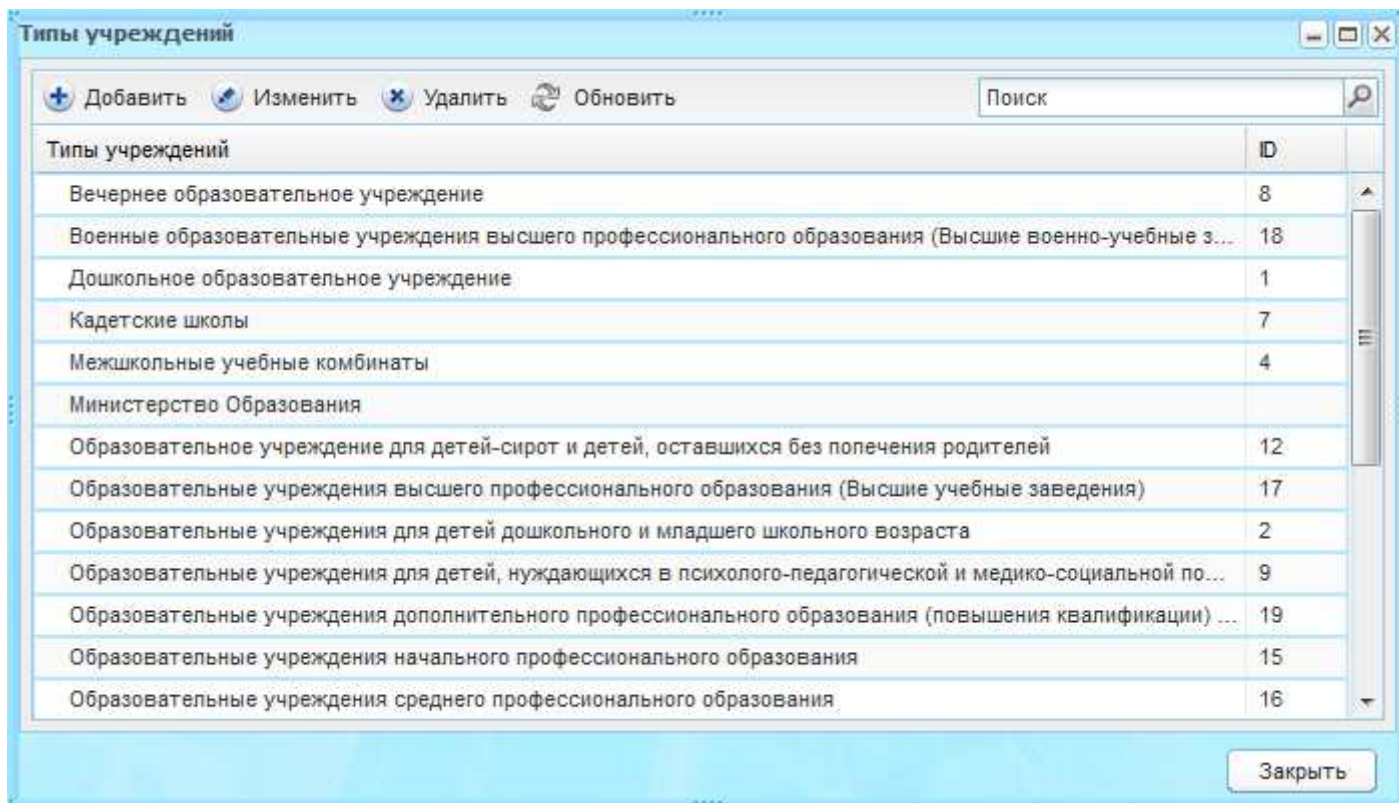 Типы учреждений
Добавить Изменить Удалить Обновить Поиск
Типы учреждений ID
Вечернее образовательное учреждение 8
Военные образовательные учреждения высшего профессионального образования (Высшие военно-учебные з... 18
Дошкольное образовательное учреждение 1
Кадетские школы 7
Межшкольные учебные комбинаты 4
Министерство Образования
Образовательное учреждение для детей-сирот и детей, оставшихся без попечения родителей 12
Образовательные учреждения высшего профессионального образования (Высшие учебные заведения) 17
Образовательные учреждения для детей дошкольного и младшего школьного возраста 2
Образовательные учреждения для детей, нуждающихся в психолого-педагогической и медико-социальной по... 9
Образовательные учреждения дополнительного профессионального образования (повышения квалификации) ... 19
Образовательные учреждения начального профессионального образования 15
Образовательные учреждения среднего профессионального образования 16
Закрыть